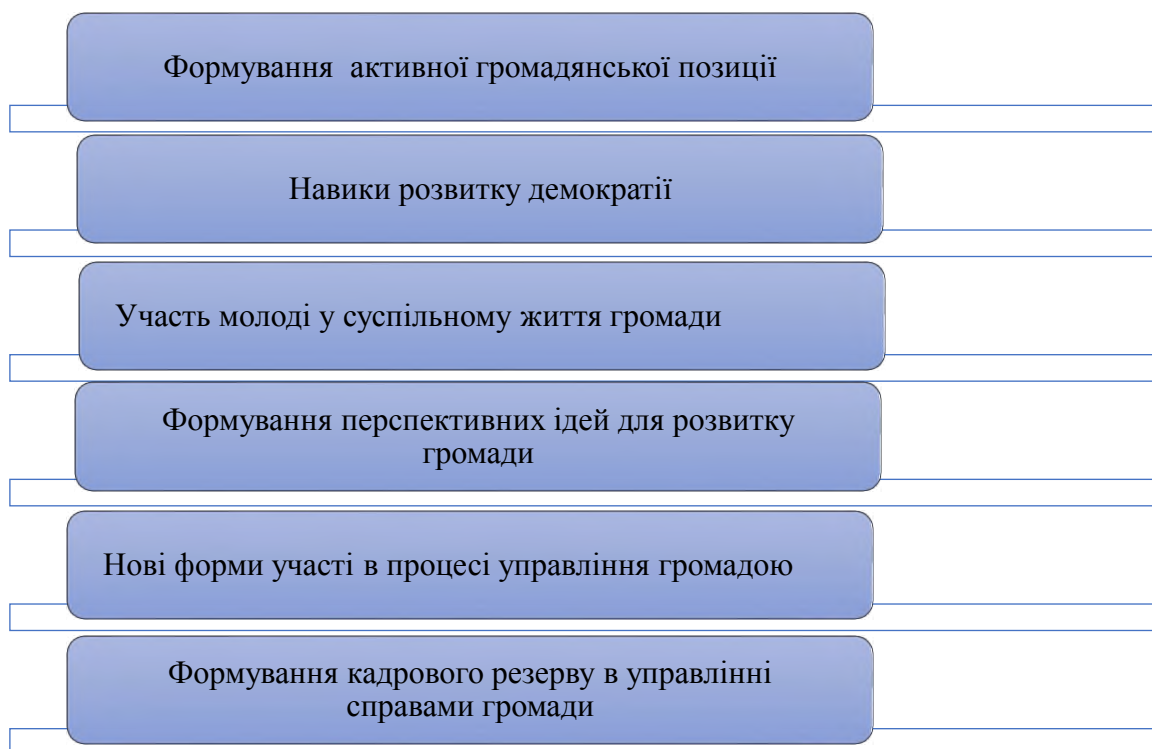 Формування активної громадянської позиції
Навики розвитку демократії
Участь молоді у суспільному життя громади
Формування перспективних ідей для розвитку
громади
Нові форми участі в процесі управління громадою
Формування кадрового резерву в управлінні
справами громади